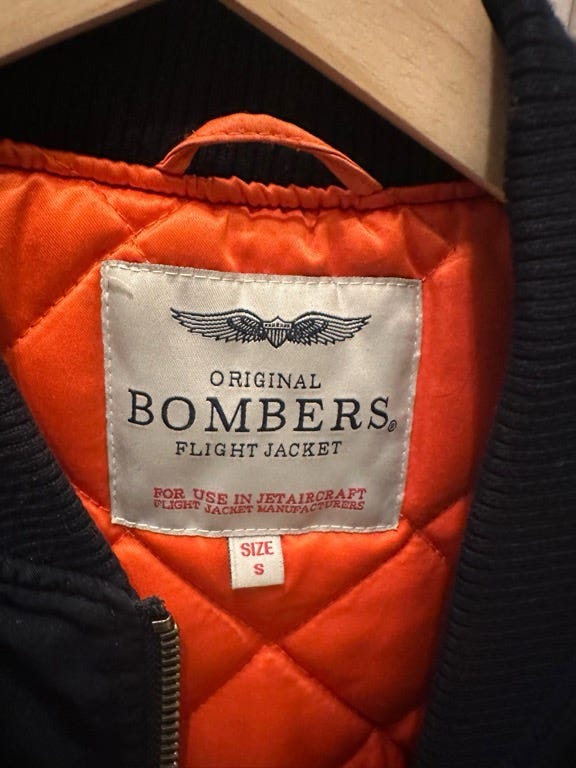 ORIGINAL
BOMBERS®
FLIGHT JACKET
FOR USE IN JETAIRCRAFT
FLIGHT JACKET MANUFACTURERS
SIZE
S